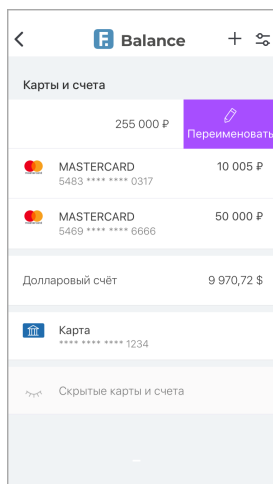 F. Balance
Карты и счета
255 000 ₽
Переименовать
MASTERCARD 10 005 ₽
5483 **** **** 0317
MASTERCARD 50 000 ₽
5469 **** **** 6666
Долларовый счёт 9 970,72 $
Карта
**** **** **** 1234
Скрытые карты и счета